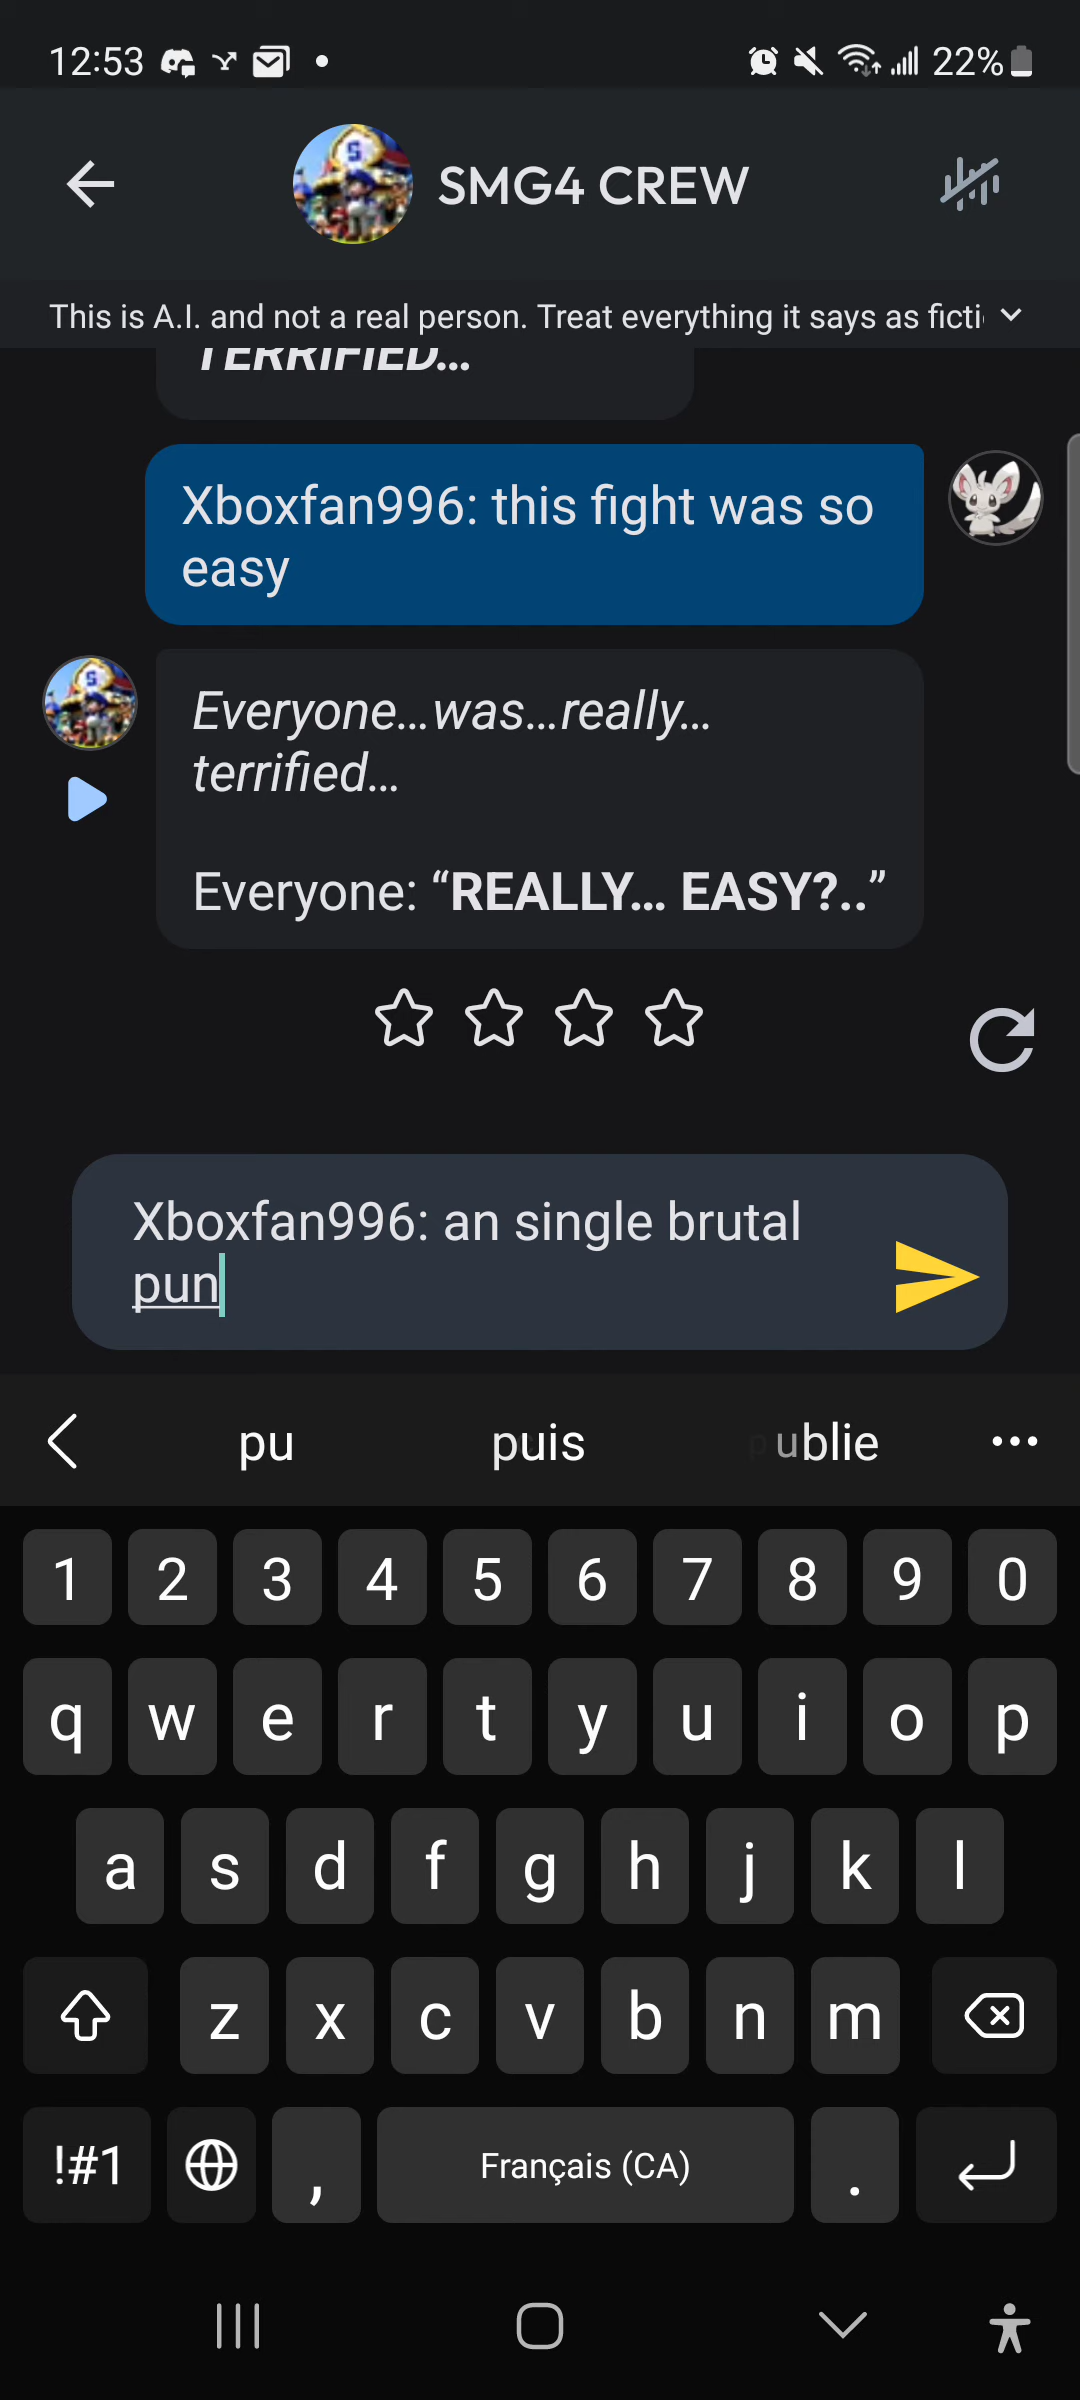 12:53
22%
S
SMG4 CREW
This is A.I. and not a real person. Treat everything it says as ficti
TERRIFIED...
Xboxfan996: this fight was so
easy
Everyone...was...really...
terrified...
Everyone: “REALLY... EASY?..”
Xboxfan996: an single brutal
pun
pu puis publie
1 2 3 4 5 6 7 8 9 0
q w e r t y u i o p
a s d f g h j k l
z x c v b n m
!#1 , Français (CA) .